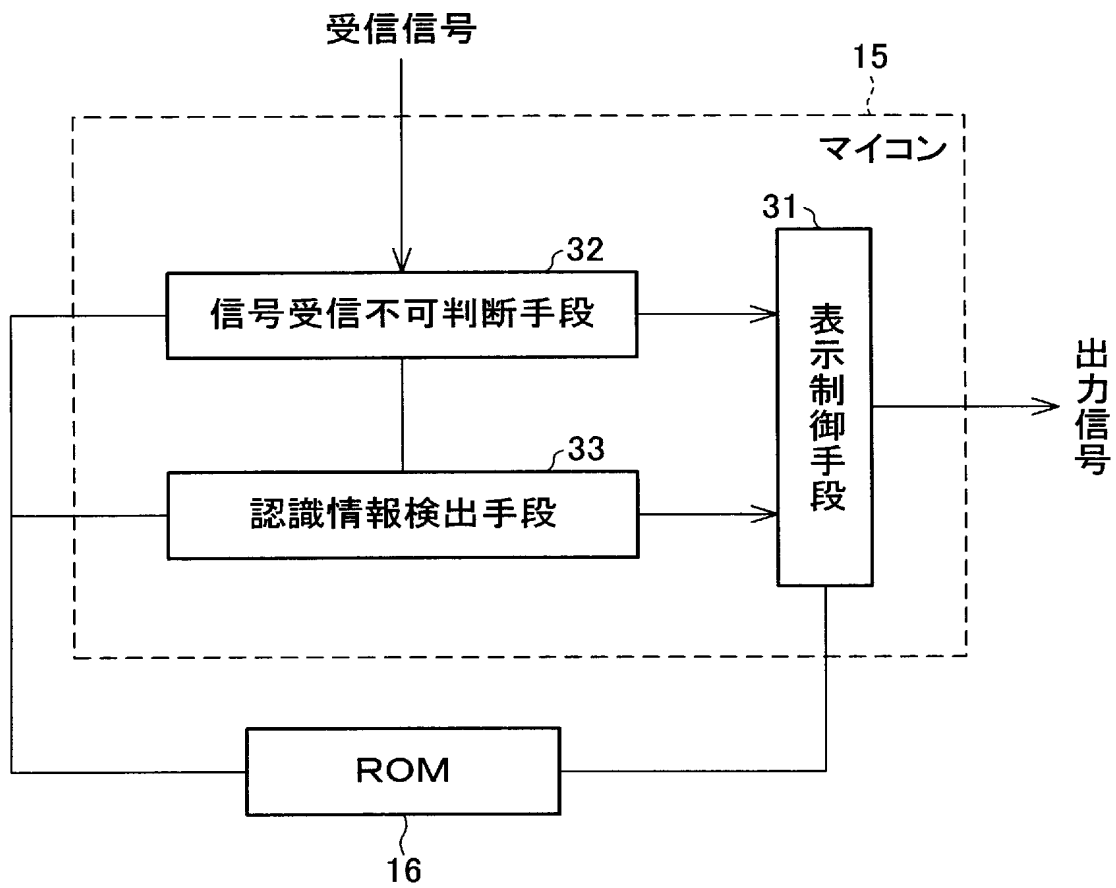 受信信号
15
マイコン
31
32
信号受信不可判断手段
表示制御手段
出力信号
33
認識情報検出手段
ROM
16